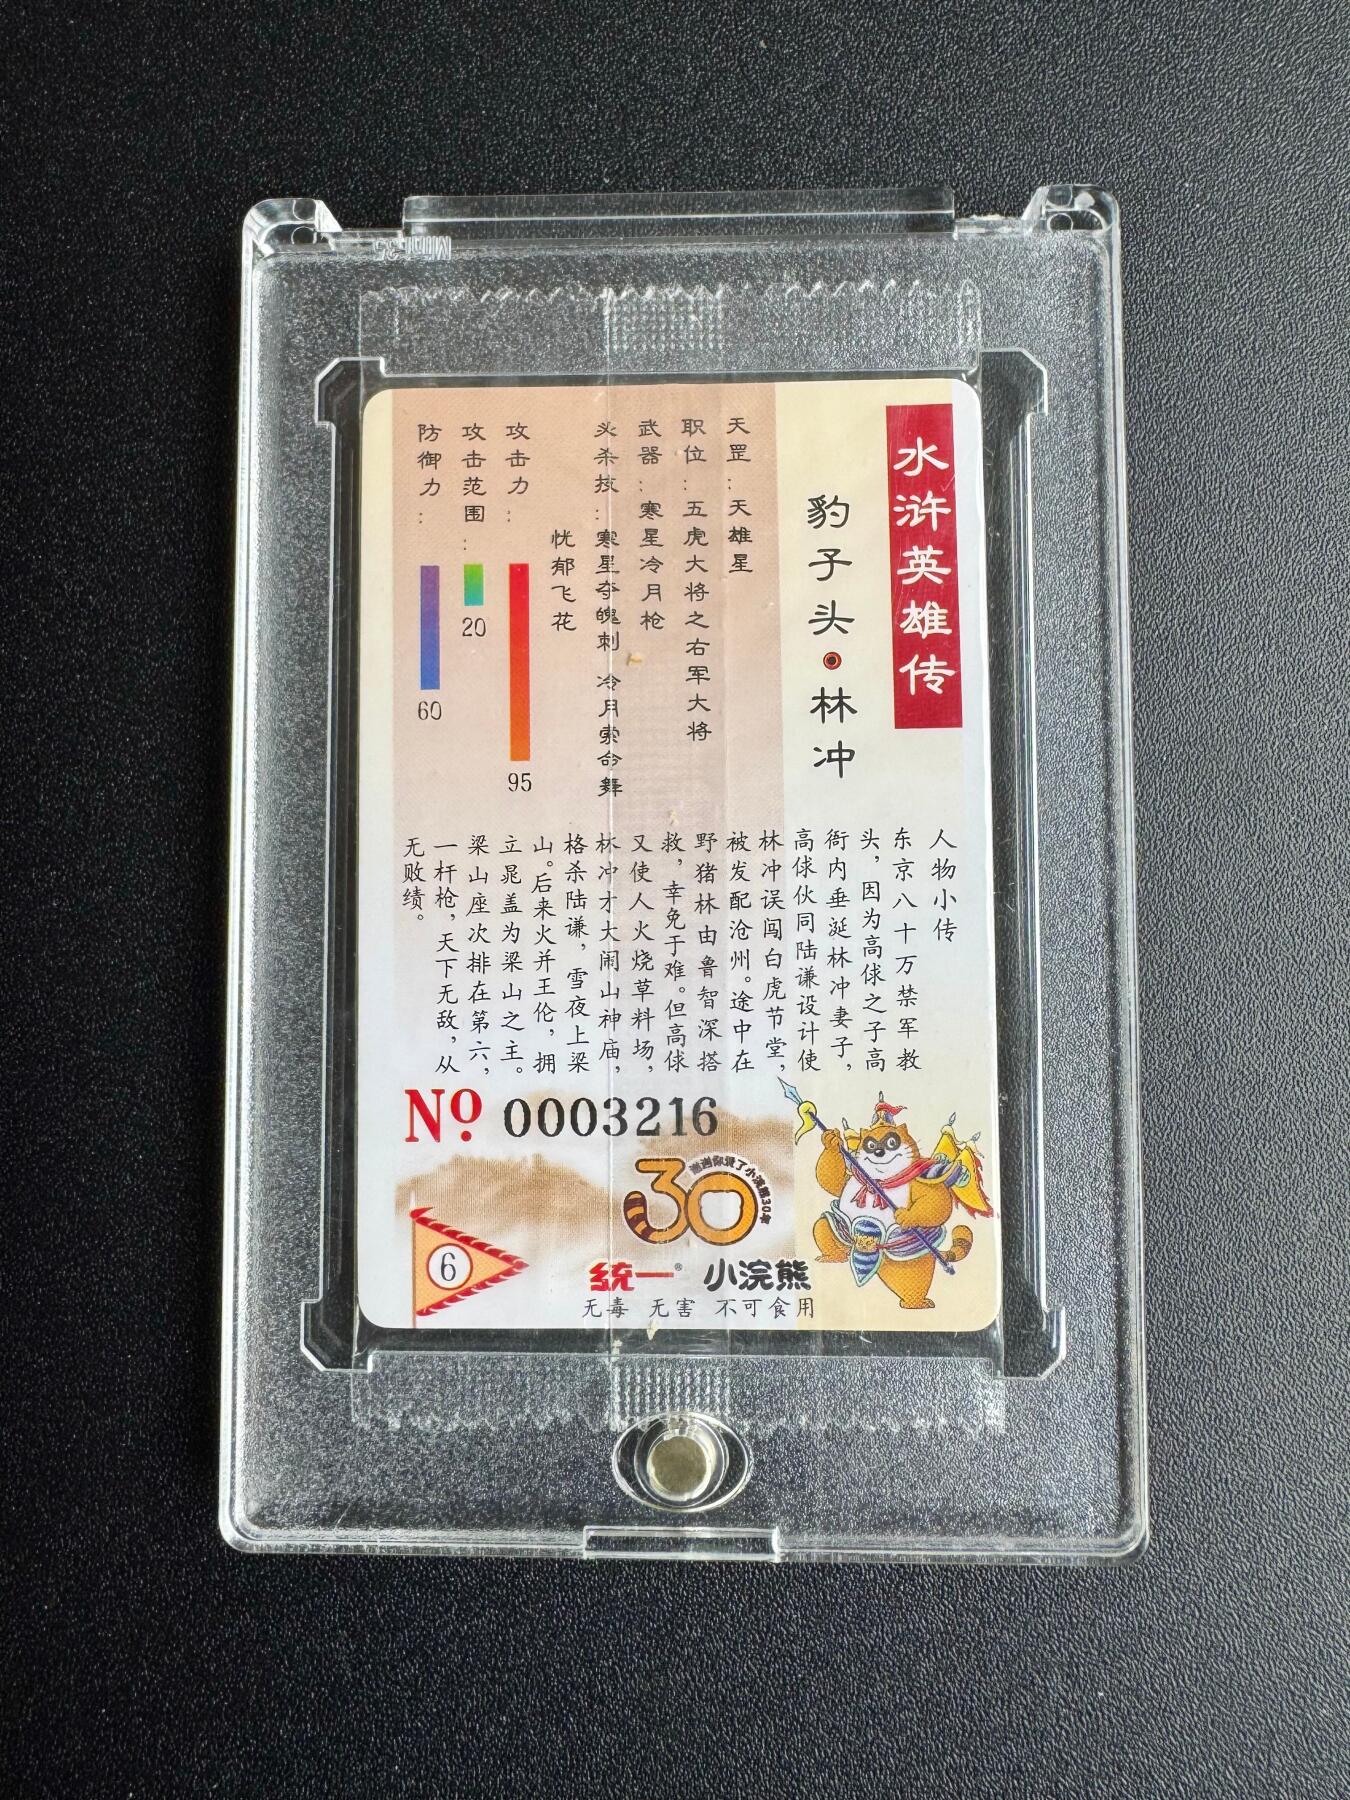 水浒英雄传
豹子头·林冲
天罡：天雄星
职位：五虎大将之右军大将
武器：寒星冷月枪
必杀技：寒星夺魄刺 冷月索命舞
忧郁飞花
攻击力：
95
攻击范围：
20
防御力：
60
人物小传
东京八十万禁军教
头，因为高俅之子高
衙内垂涎林冲妻子，
高俅伙同陆谦设计使
林冲误闯白虎节堂，
被发配沧州。途中在
野猪林由鲁智深搭
救，幸免于难。但高俅
又使人火烧草料场，
林冲才大闹山神庙，
格杀陆谦，雪夜上梁
山。后来火并王伦，拥
立晁盖为梁山之主。
梁山座次排在第六，
一杆枪，天下无敌，从
无败绩。
No. 0003216
30
6
统一® 小浣熊
无毒 无害 不可食用